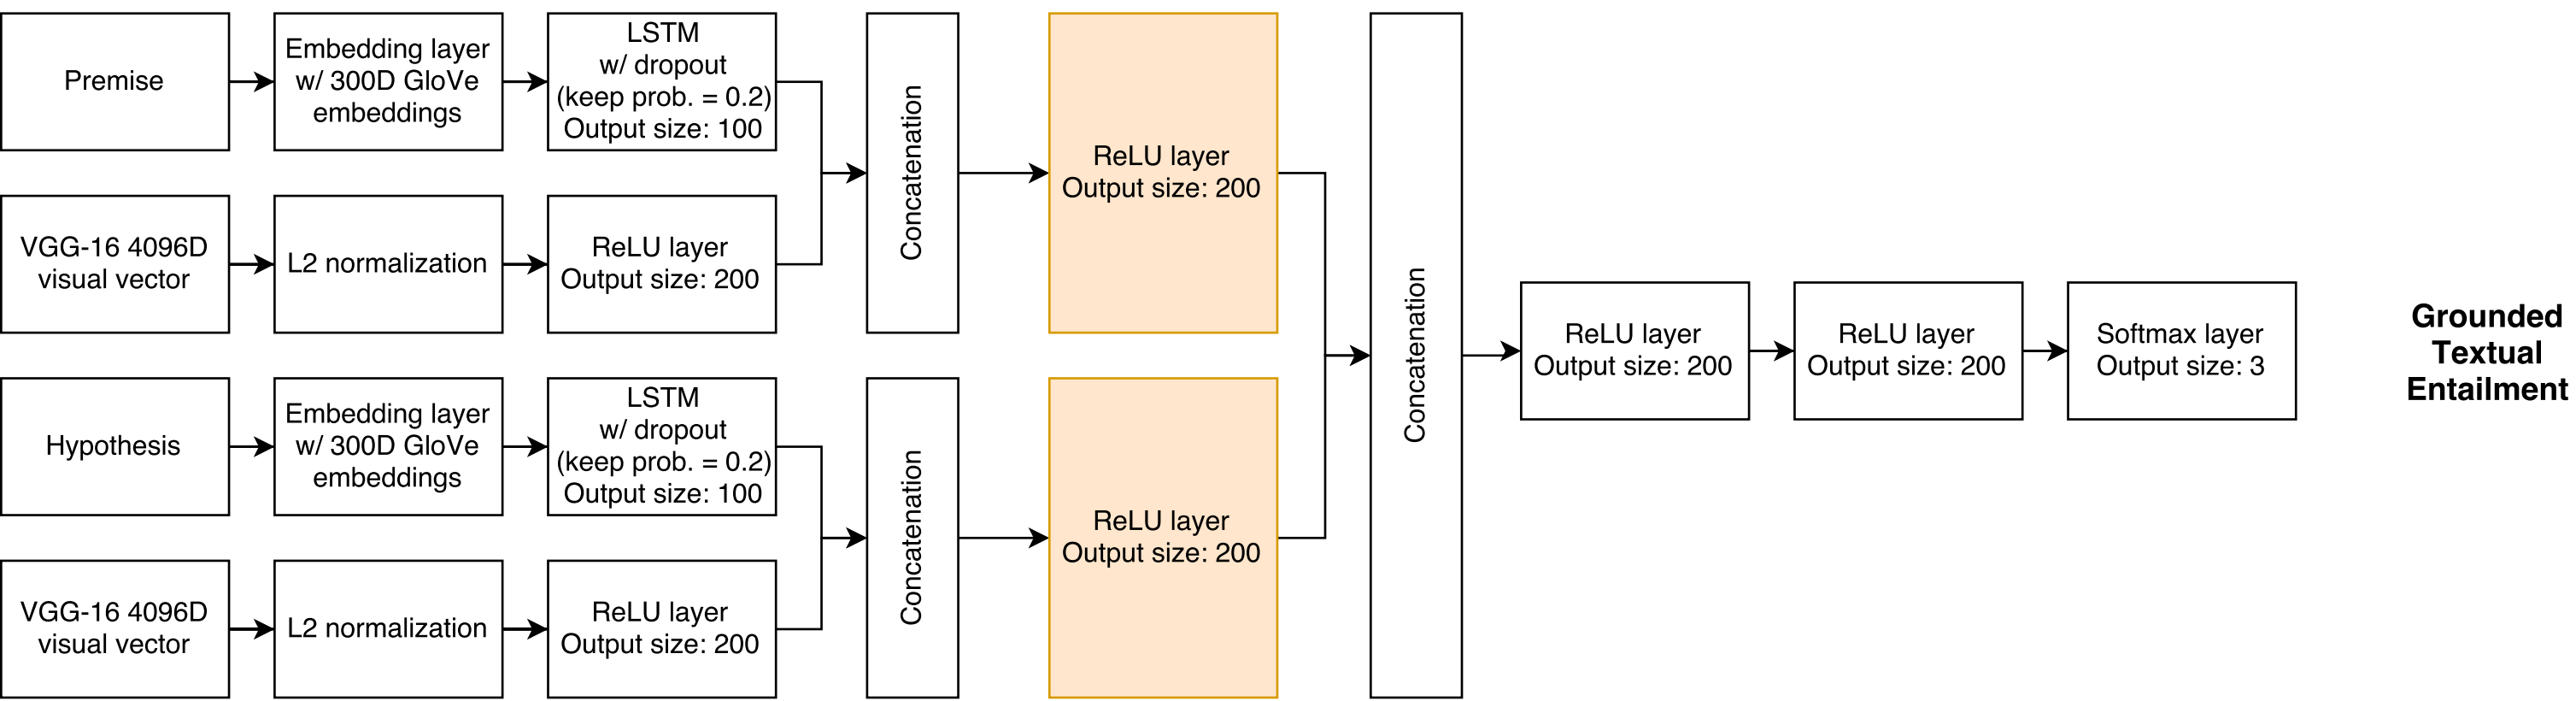 Premise
Embedding layer
w/ 300D GloVe
embeddings
LSTM
w/ dropout
(keep prob. = 0.2)
Output size: 100
VGG-16 4096D
visual vector
L2 normalization
ReLU layer
Output size: 200
Concatenation
ReLU layer
Output size: 200
Hypothesis
Embedding layer
w/ 300D GloVe
embeddings
LSTM
w/ dropout
(keep prob. = 0.2)
Output size: 100
VGG-16 4096D
visual vector
L2 normalization
ReLU layer
Output size: 200
Concatenation
ReLU layer
Output size: 200
Concatenation
ReLU layer
Output size: 200
ReLU layer
Output size: 200
Softmax layer
Output size: 3
Grounded
Textual
Entailment